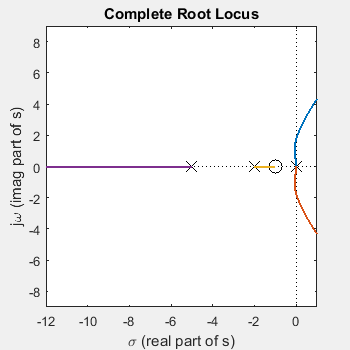 Complete Root Locus
jω (imag part of s)
8
6
4
2
0
-2
-4
-6
-8
-12 -10 -8 -6 -4 -2 0
σ (real part of s)